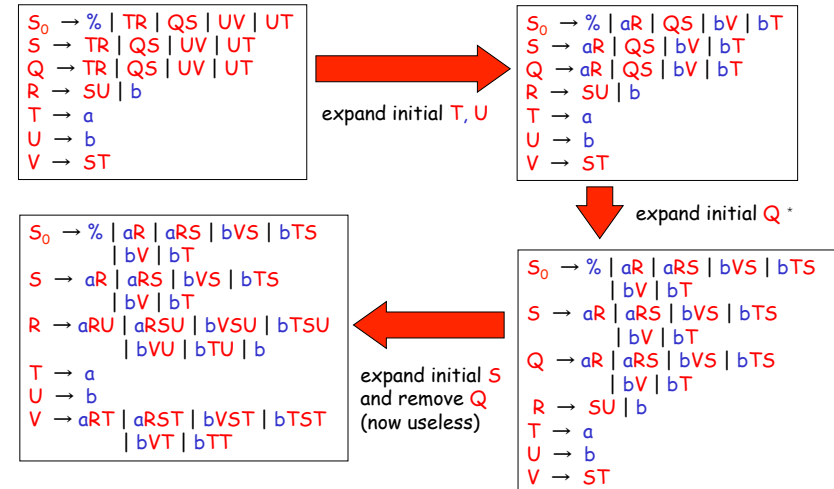 S₀ → % | TR | QS | UV | UT
S → TR | QS | UV | UT
Q → TR | QS | UV | UT
R → SU | b
T → a
U → b
V → ST
expand initial T, U
S₀ → % | aR | QS | bV | bT
S → aR | QS | bV | bT
Q → aR | QS | bV | bT
R → SU | b
T → a
U → b
V → ST
expand initial Q *
S₀ → % | aR | aRS | bVS | bTS
| bV | bT
S → aR | aRS | bVS | bTS
| bV | bT
Q → aR | aRS | bVS | bTS
| bV | bT
R → SU | b
T → a
U → b
V → ST
expand initial S
and remove Q
(now useless)
S₀ → % | aR | aRS | bVS | bTS
| bV | bT
S → aR | aRS | bVS | bTS
| bV | bT
R → aRU | aRSU | bVSU | bTSU
| bVU | bTU | b
T → a
U → b
V → aRT | aRST | bVST | bTST
| bVT | bTT